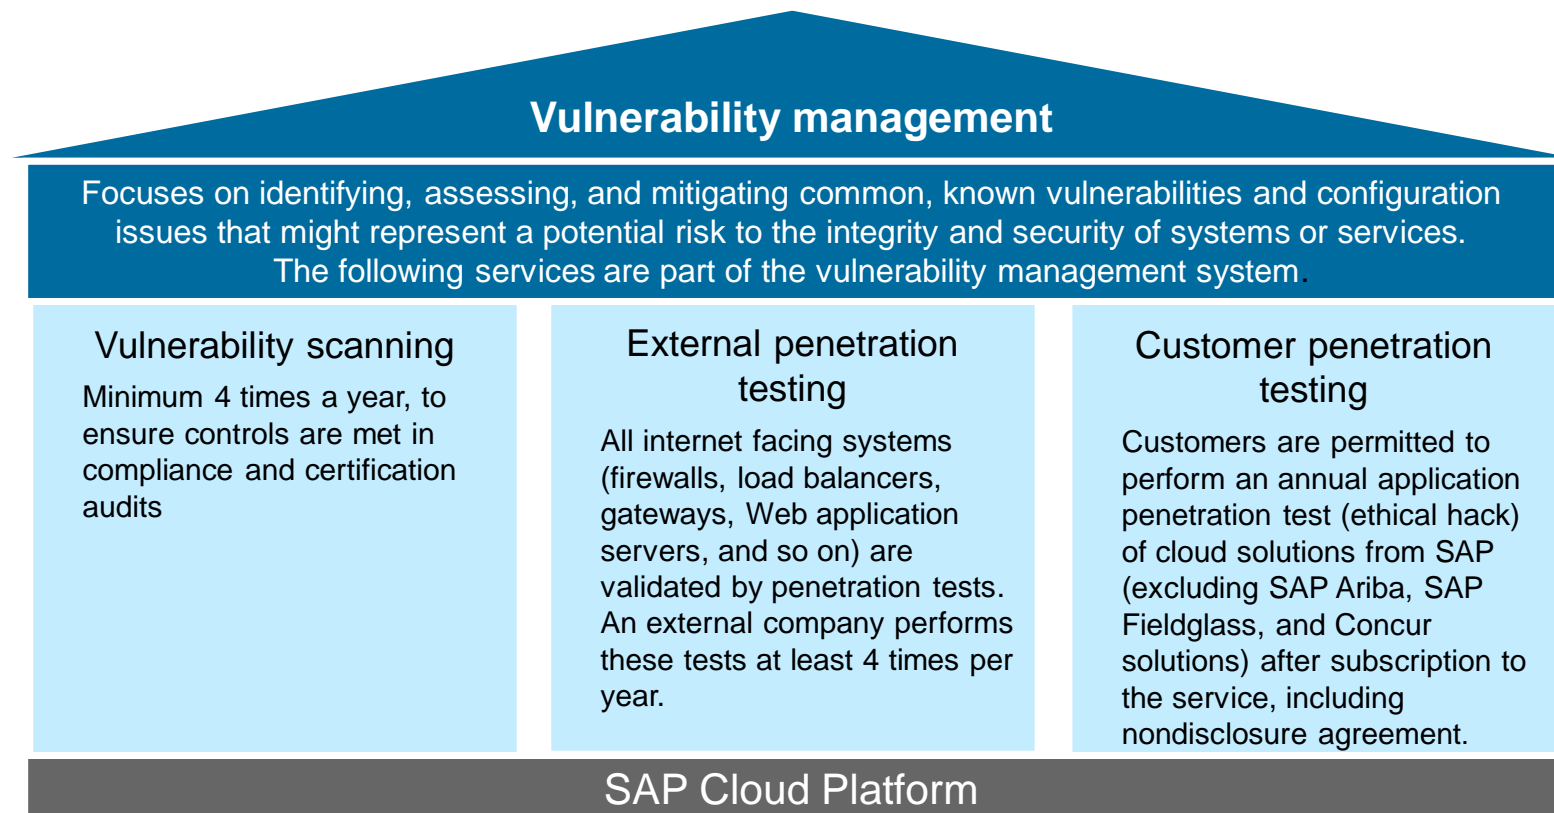 Vulnerability management
Focuses on identifying, assessing, and mitigating common, known vulnerabilities and configuration
issues that might represent a potential risk to the integrity and security of systems or services.
The following services are part of the vulnerability management system.
Vulnerability scanning
Minimum 4 times a year, to
ensure controls are met in
compliance and certification
audits
External penetration
testing
All internet facing systems
(firewalls, load balancers,
gateways, Web application
servers, and so on) are
validated by penetration tests.
An external company performs
these tests at least 4 times per
year.
Customer penetration
testing
Customers are permitted to
perform an annual application
penetration test (ethical hack)
of cloud solutions from SAP
(excluding SAP Ariba, SAP
Fieldglass, and Concur
solutions) after subscription to
the service, including
nondisclosure agreement.
SAP Cloud Platform